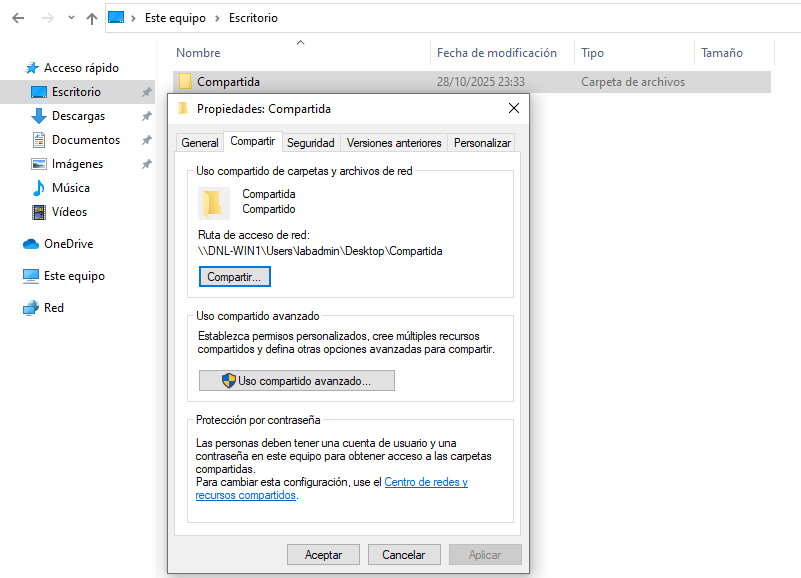 Este equipo > Escritorio
Nombre
Fecha de modificación
Tipo
Tamaño
Acceso rápido
Escritorio
Descargas
Documentos
Imágenes
Música
Vídeos
OneDrive
Este equipo
Red
Compartida
28/10/2025 23:33
Carpeta de archivos
Propiedades: Compartida
General
Compartir
Seguridad
Versiones anteriores
Personalizar
Uso compartido de carpetas y archivos de red
Compartida
Compartido
Ruta de acceso de red:
\\DNL-WIN1\Users\labadmin\Desktop\Compartida
Compartir...
Uso compartido avanzado
Establezca permisos personalizados, cree múltiples recursos
compartidos y defina otras opciones avanzadas para compartir.
Uso compartido avanzado...
Protección por contraseña
Las personas deben tener una cuenta de usuario y una
contraseña en este equipo para obtener acceso a las carpetas
compartidas.
Para cambiar esta configuración, use el Centro de redes y
recursos compartidos.
Aceptar
Cancelar
Aplicar